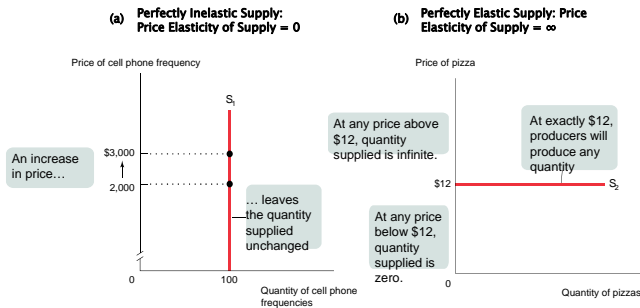 (a) Perfectly Inelastic Supply:
Price Elasticity of Supply = 0
Price of cell phone frequency
S1
An increase
in price…
$3,000
2,000
… leaves
the quantity
supplied
unchanged
0
100
Quantity of cell phone
frequencies
(b) Perfectly Elastic Supply: Price
Elasticity of Supply = ∞
Price of pizza
At any price above
$12, quantity
supplied is infinite.
At exactly $12,
producers will
produce any
quantity
$12
S2
At any price
below $12,
quantity
supplied is
zero.
0
Quantity of pizzas